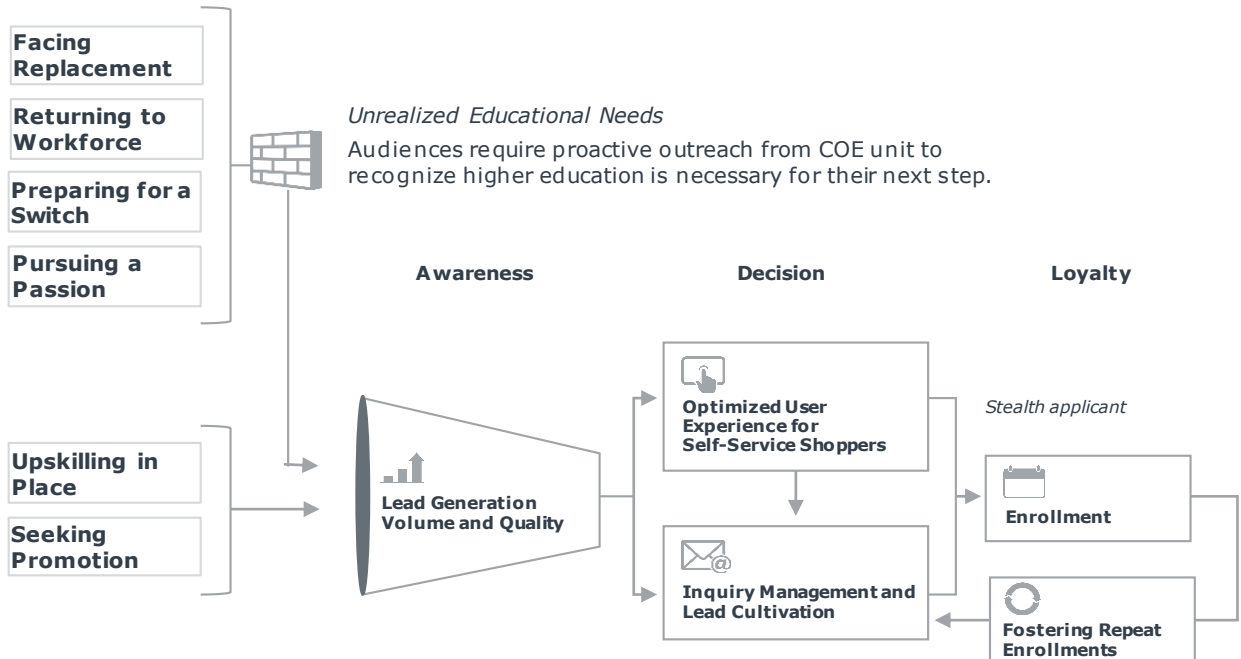 Facing
Replacement
Returning to
Workforce
Preparing for a
Switch
Pursuing a
Passion
Unrealized Educational Needs
Audiences require proactive outreach from COE unit to
recognize higher education is necessary for their next step.
Awareness
Decision
Loyalty
Upskilling in
Place
Seeking
Promotion
Lead Generation
Volume and Quality
Optimized User
Experience for
Self-Service Shoppers
@
Inquiry Management and
Lead Cultivation
Stealth applicant
Enrollment
Fostering Repeat
Enrollments